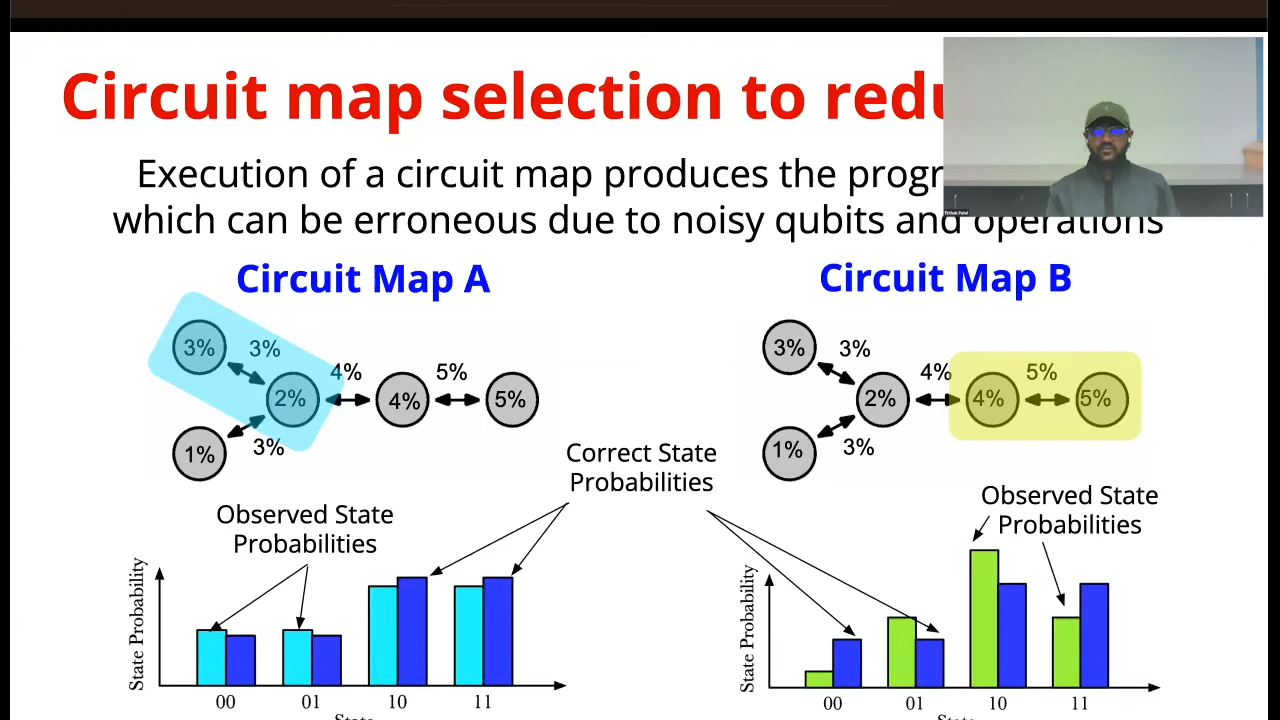 Circuit map selection to redu
Execution of a circuit map produces the progr
which can be erroneous due to noisy qubits and operations
Circuit Map A
Circuit Map B
3%
3%
2%
4%
4%
5%
5%
1%
3%
3%
3%
2%
4%
4%
5%
5%
1%
3%
Correct State
Probabilities
Observed State
Probabilities
Observed State
Probabilities
State Probability
00
01
10
11
State
State Probability
00
01
10
11
State